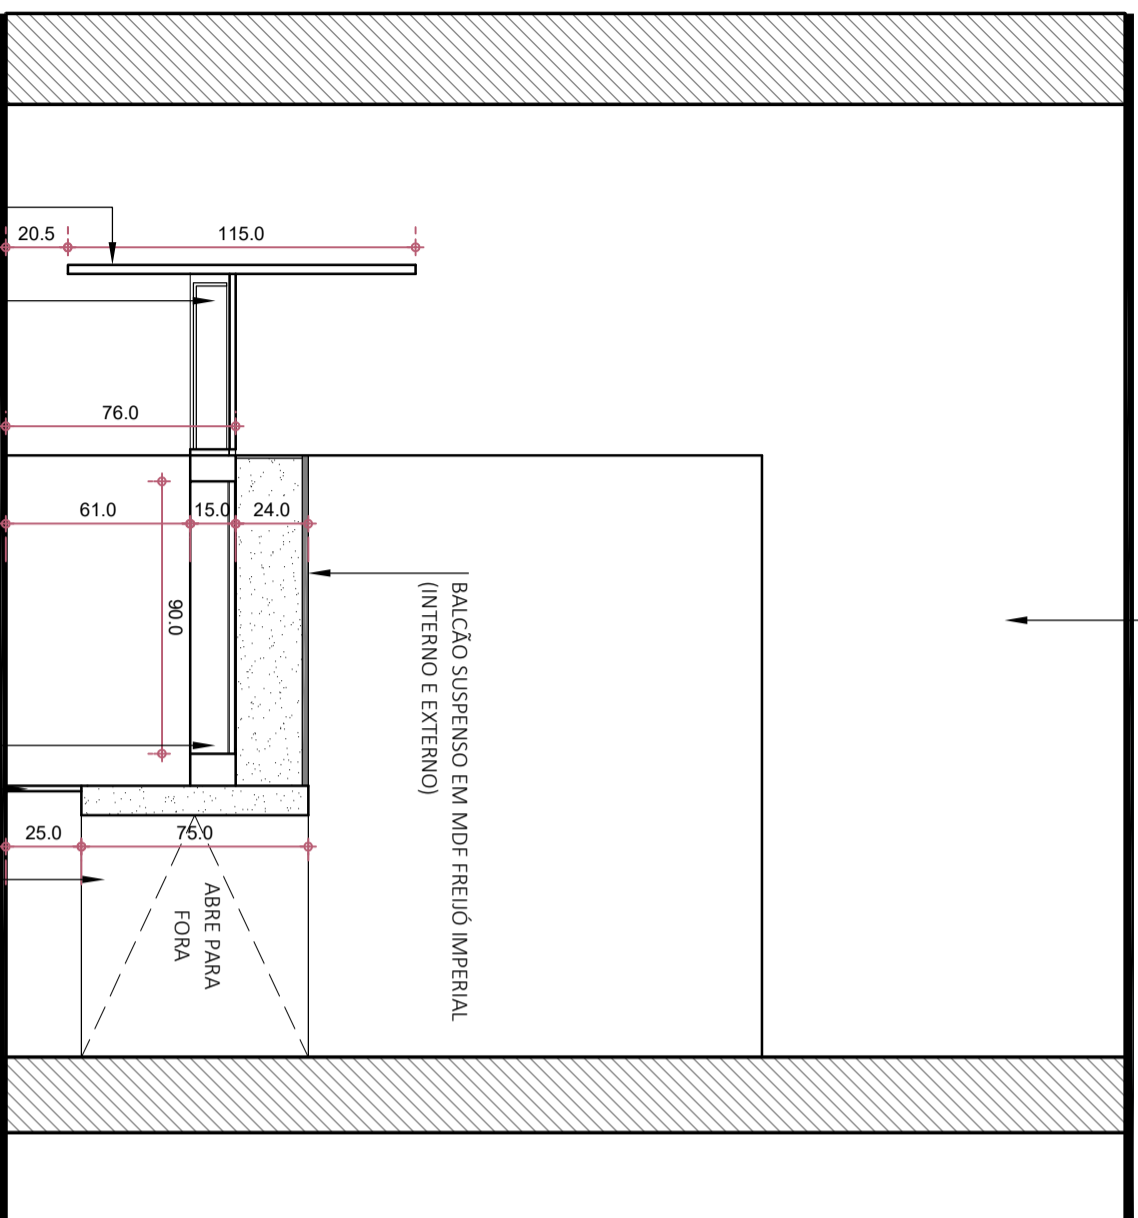 20.5
115.0
76.0
61.0
15.0
24.0
90.0
BALCÃO SUSPENSO EM MDF FREIJÓ IMPERIAL
(INTERNO E EXTERNO)
25.0
75.0
ABRE PARA
FORA